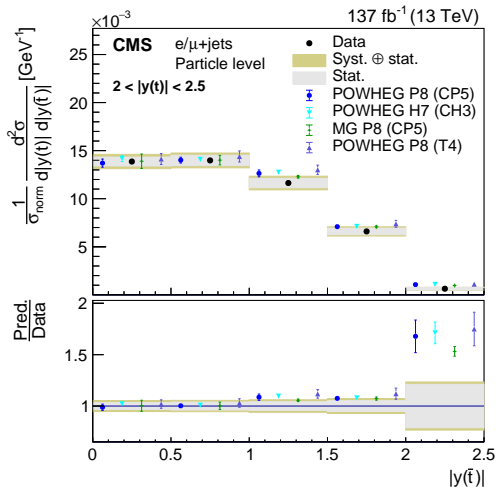 ×10⁻³
137 fb⁻¹ (13 TeV)
CMS e/μ+jets
Particle level
2 < |y(t)| < 2.5
Data
Syst. ⊕ stat.
Stat.
POWHEG P8 (CP5)
POWHEG H7 (CH3)
MG P8 (CP5)
POWHEG P8 (T4)
1/σnorm d²σ/d|y(t)| d|y(t̄)| [GeV⁻¹]
25
20
15
10
5
Pred./Data
2
1.5
1
0 0.5 1 1.5 2 2.5
|y(t̄)|